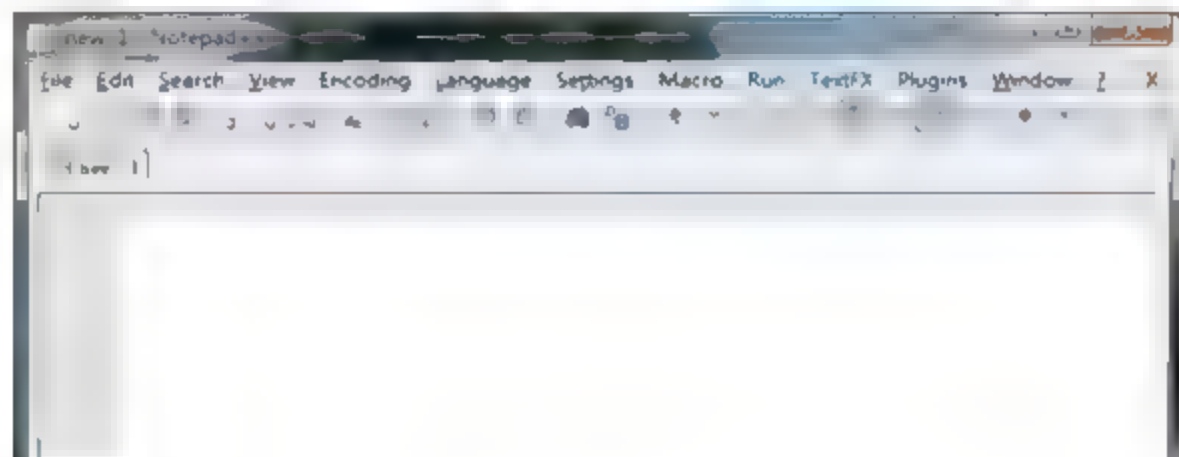 new 1 Notepad++
File Edit Search View Encoding Language Settings Macro Run TextFX Plugins Window ? X
new 1